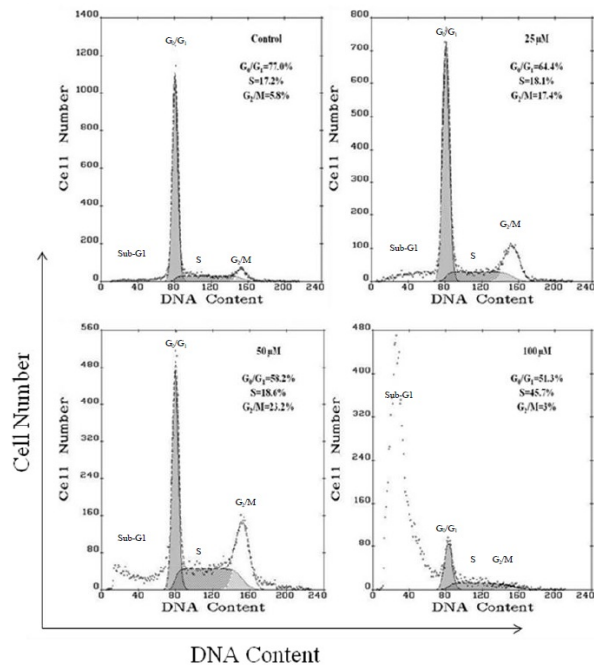 1400
1200
1000
800
600
400
200
0
Cell Number
G₀/G₁
Control
G₀/G₁=77.0%
S=17.2%
G₂/M=5.8%
Sub-G1
S
G₂/M
0 40 80 120 160 200 240
DNA Content
800
700
600
500
400
300
200
100
0
Cell Number
G₀/G₁
25 µM
G₀/G₁=64.4%
S=18.1%
G₂/M=17.4%
Sub-G1
S
G₂/M
0 40 80 120 160 200 240
DNA Content
560
480
400
320
240
160
80
0
Cell Number
G₀/G₁
50 µM
G₀/G₁=58.2%
S=18.6%
G₂/M=23.2%
Sub-G1
S
G₂/M
0 40 80 120 160 200 240
DNA Content
480
400
320
240
160
80
0
Cell Number
100 µM
G₀/G₁=51.3%
S=45.7%
G₂/M=3%
Sub-G1
G₀/G₁
S
G₂/M
0 40 80 120 160 200 240
DNA Content
Cell Number
DNA Content